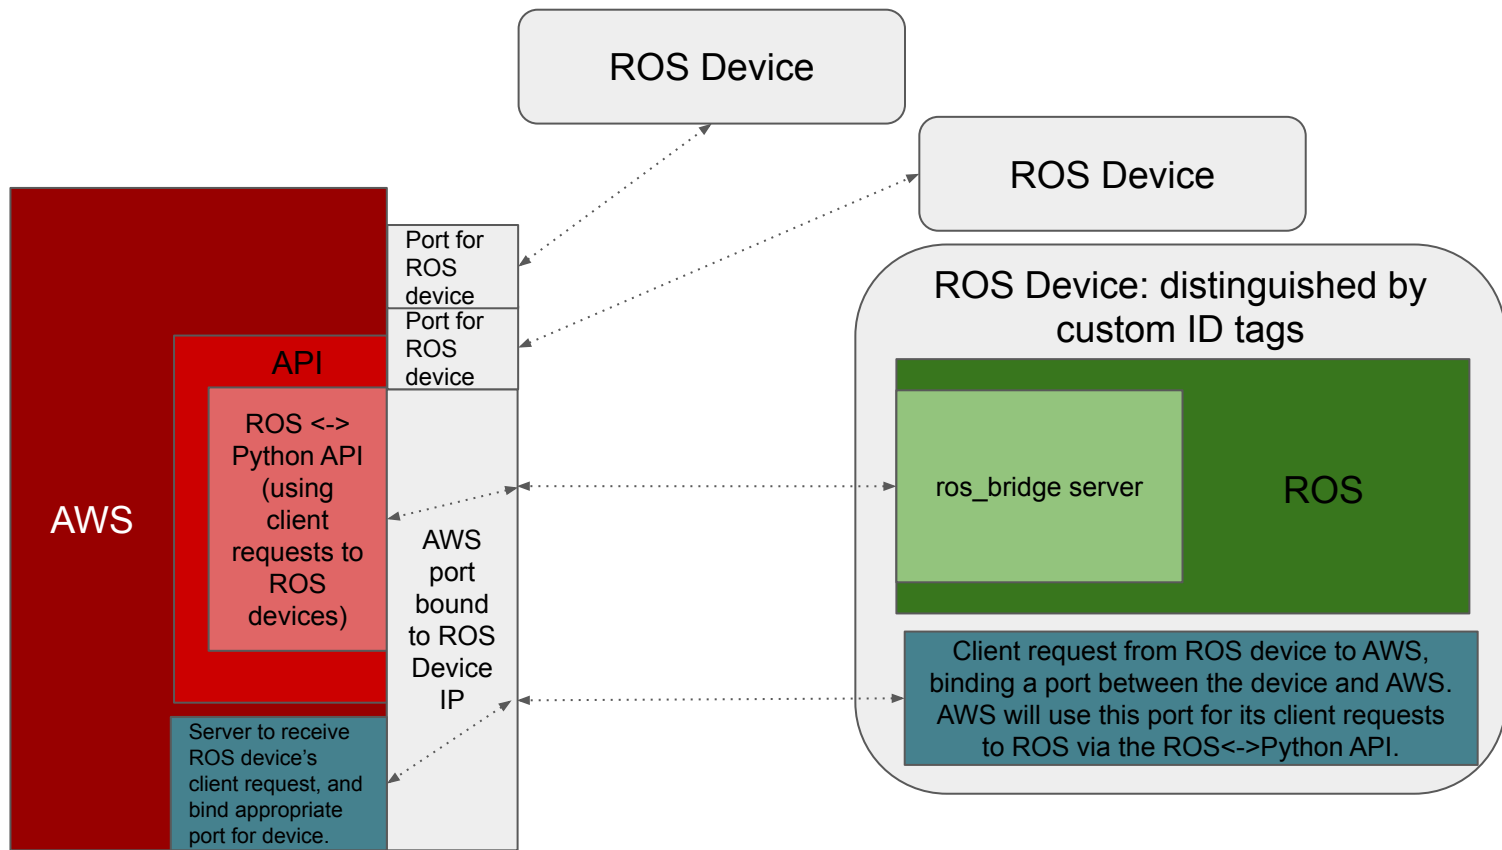 ROS Device
ROS Device
Port for
ROS
device
Port for
ROS
device
API
ROS <->
Python API
(using
client
requests to
ROS
devices)
AWS
AWS
port
bound
to ROS
Device
IP
Server to receive
ROS device's
client request, and
bind appropriate
port for device.
ROS Device: distinguished by
custom ID tags
ros_bridge server
ROS
Client request from ROS device to AWS,
binding a port between the device and AWS.
AWS will use this port for its client requests
to ROS via the ROS<->Python API.